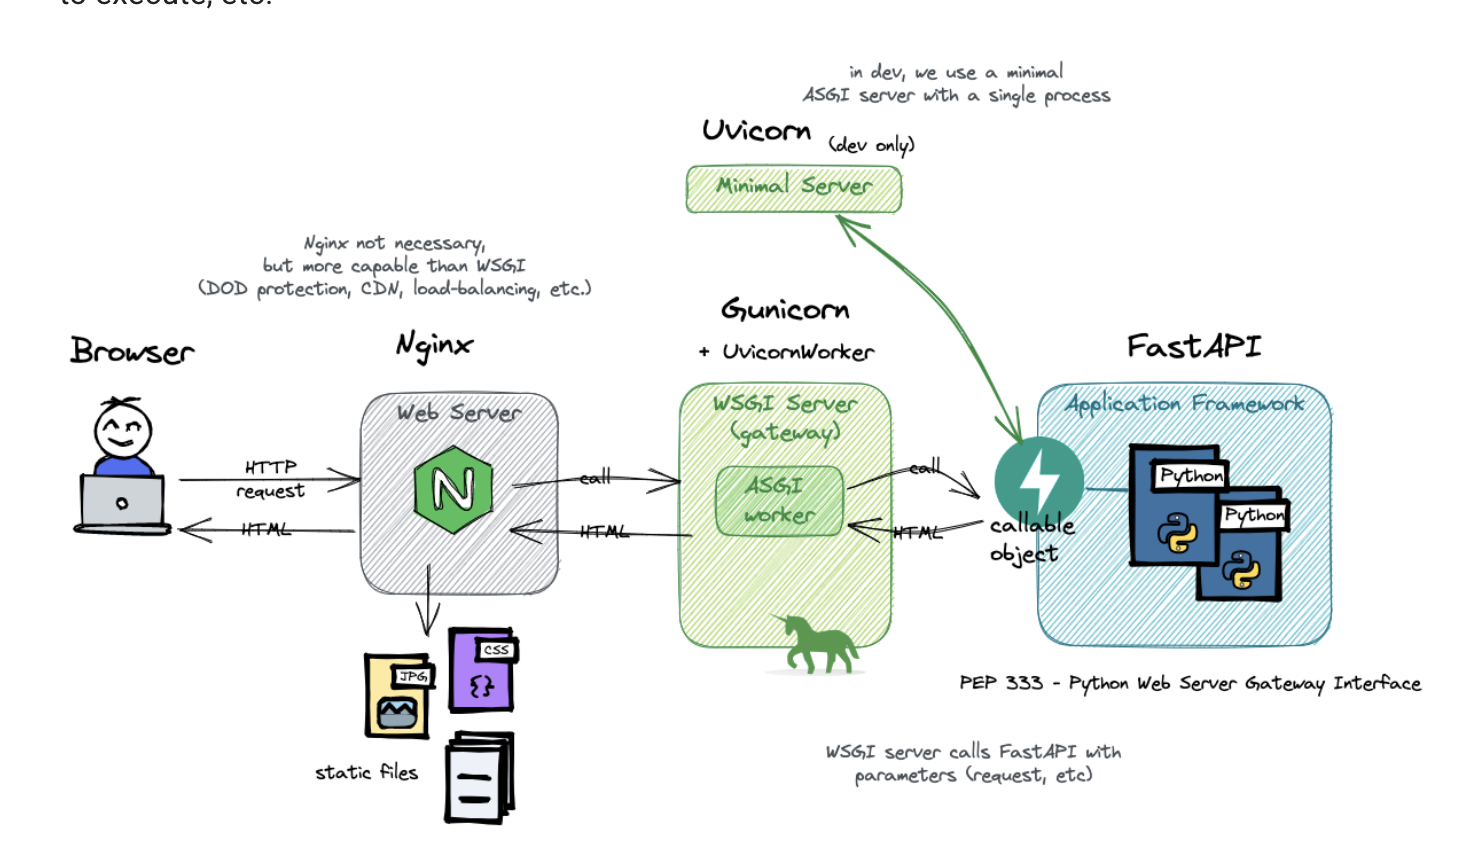 to execute, etc.
in dev, we use a minimal
ASGI server with a single process
Uvicorn
(dev only)
Minimal Server
Nginx not necessary,
but more capable than WSGI
(DOD protection, CDN, load-balancing, etc.)
Browser
Nginx
Gunicorn
+ UvicornWorker
FastAPI
Web Server
WSGI Server
(gateway)
Application Framework
HTTP
request
HTML
N
call
HTML
ASGI
worker
call
HTML
callable
object
Python
Python
JPG
CSS
{}
static files
PEP 333 - Python Web Server Gateway Interface
WSGI server calls FastAPI with
parameters (request, etc)